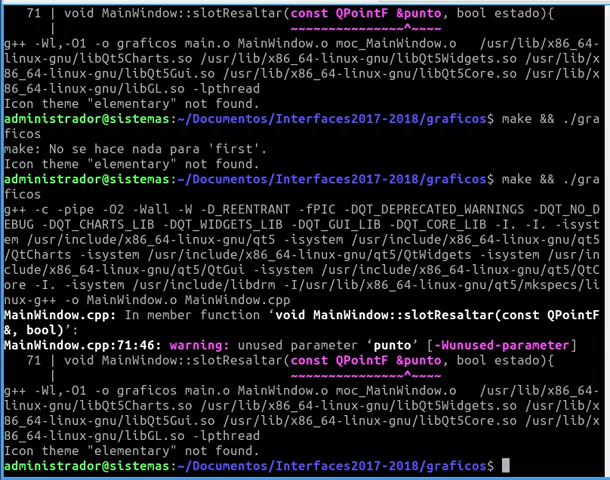 71 | void MainWindow::slotResaltar(const QPointF &punto, bool estado){
| ~~~~~~~~~~~~~~~^~~~~
g++ -Wl,-O1 -o graficos main.o MainWindow.o moc_MainWindow.o   /usr/lib/x86_64-
linux-gnu/libQt5Charts.so /usr/lib/x86_64-linux-gnu/libQt5Widgets.so /usr/lib/x
86_64-linux-gnu/libQt5Gui.so /usr/lib/x86_64-linux-gnu/libQt5Core.so /usr/lib/x
86_64-linux-gnu/libGL.so -lpthread
Icon theme "elementary" not found.
administrador@sistemas:~/Documentos/Interfaces2017-2018/graficos$ make && ./gra
ficos
make: No se hace nada para 'first'.
Icon theme "elementary" not found.
administrador@sistemas:~/Documentos/Interfaces2017-2018/graficos$ make && ./gra
ficos
g++ -c -pipe -O2 -Wall -W -D_REENTRANT -fPIC -DQT_DEPRECATED_WARNINGS -DQT_NO_D
EBUG -DQT_CHARTS_LIB -DQT_WIDGETS_LIB -DQT_GUI_LIB -DQT_CORE_LIB -I. -I. -isyst
em /usr/include/x86_64-linux-gnu/qt5 -isystem /usr/include/x86_64-linux-gnu/qt5
/QtCharts -isystem /usr/include/x86_64-linux-gnu/qt5/QtWidgets -isystem /usr/in
clude/x86_64-linux-gnu/qt5/QtGui -isystem /usr/include/x86_64-linux-gnu/qt5/QtC
ore -I. -isystem /usr/include/libdrm -I/usr/lib/x86_64-linux-gnu/qt5/mkspecs/li
nux-g++ -o MainWindow.o MainWindow.cpp
MainWindow.cpp: In member function ‘void MainWindow::slotResaltar(const QPointF
&, bool)’:
MainWindow.cpp:71:46: warning: unused parameter ‘punto’ [-Wunused-parameter]
71 | void MainWindow::slotResaltar(const QPointF &punto, bool estado){
| ~~~~~~~~~~~~~~~^~~~~
g++ -Wl,-O1 -o graficos main.o MainWindow.o moc_MainWindow.o   /usr/lib/x86_64-
linux-gnu/libQt5Charts.so /usr/lib/x86_64-linux-gnu/libQt5Widgets.so /usr/lib/x
86_64-linux-gnu/libQt5Gui.so /usr/lib/x86_64-linux-gnu/libQt5Core.so /usr/lib/x
86_64-linux-gnu/libGL.so -lpthread
Icon theme "elementary" not found.
administrador@sistemas:~/Documentos/Interfaces2017-2018/graficos$